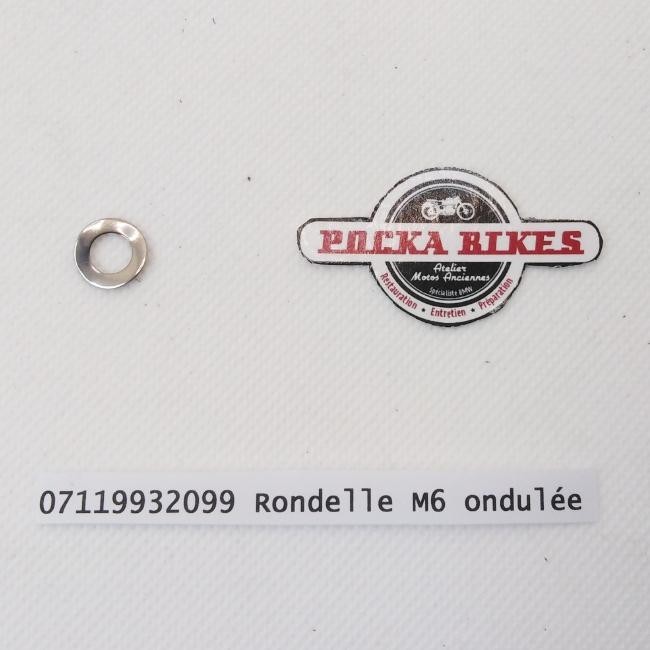 POCKA BIKES
Atelier
Motos Anciennes
Spécialiste BMW
Restauration • Entretien • Préparation
07119932099 Rondelle M6 ondulée